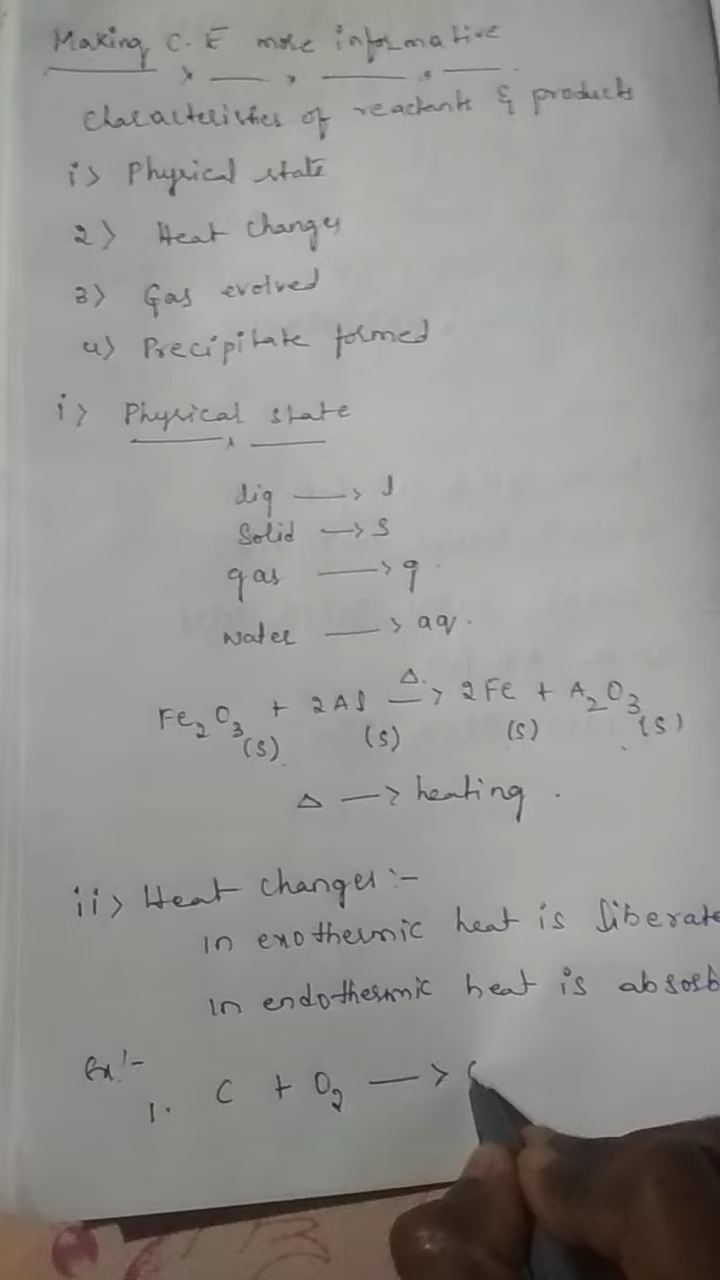 Making C.E more informative
characteristics of reactants & products
i> Physical state
2> Heat changes
3> Gas evolved
4> Precipitate formed
i> Physical state
liq —> l
Solid —> s
gas —> g
water —> aq.
Fe2O3 + 2Al —Δ—> 2Fe + A2O3
(s) (s) (s) (s)
Δ —> heating.
ii> Heat changes :-
in exothermic heat is liberate
in endothermic heat is absorb
Ex:-
1. C + O2 —> C